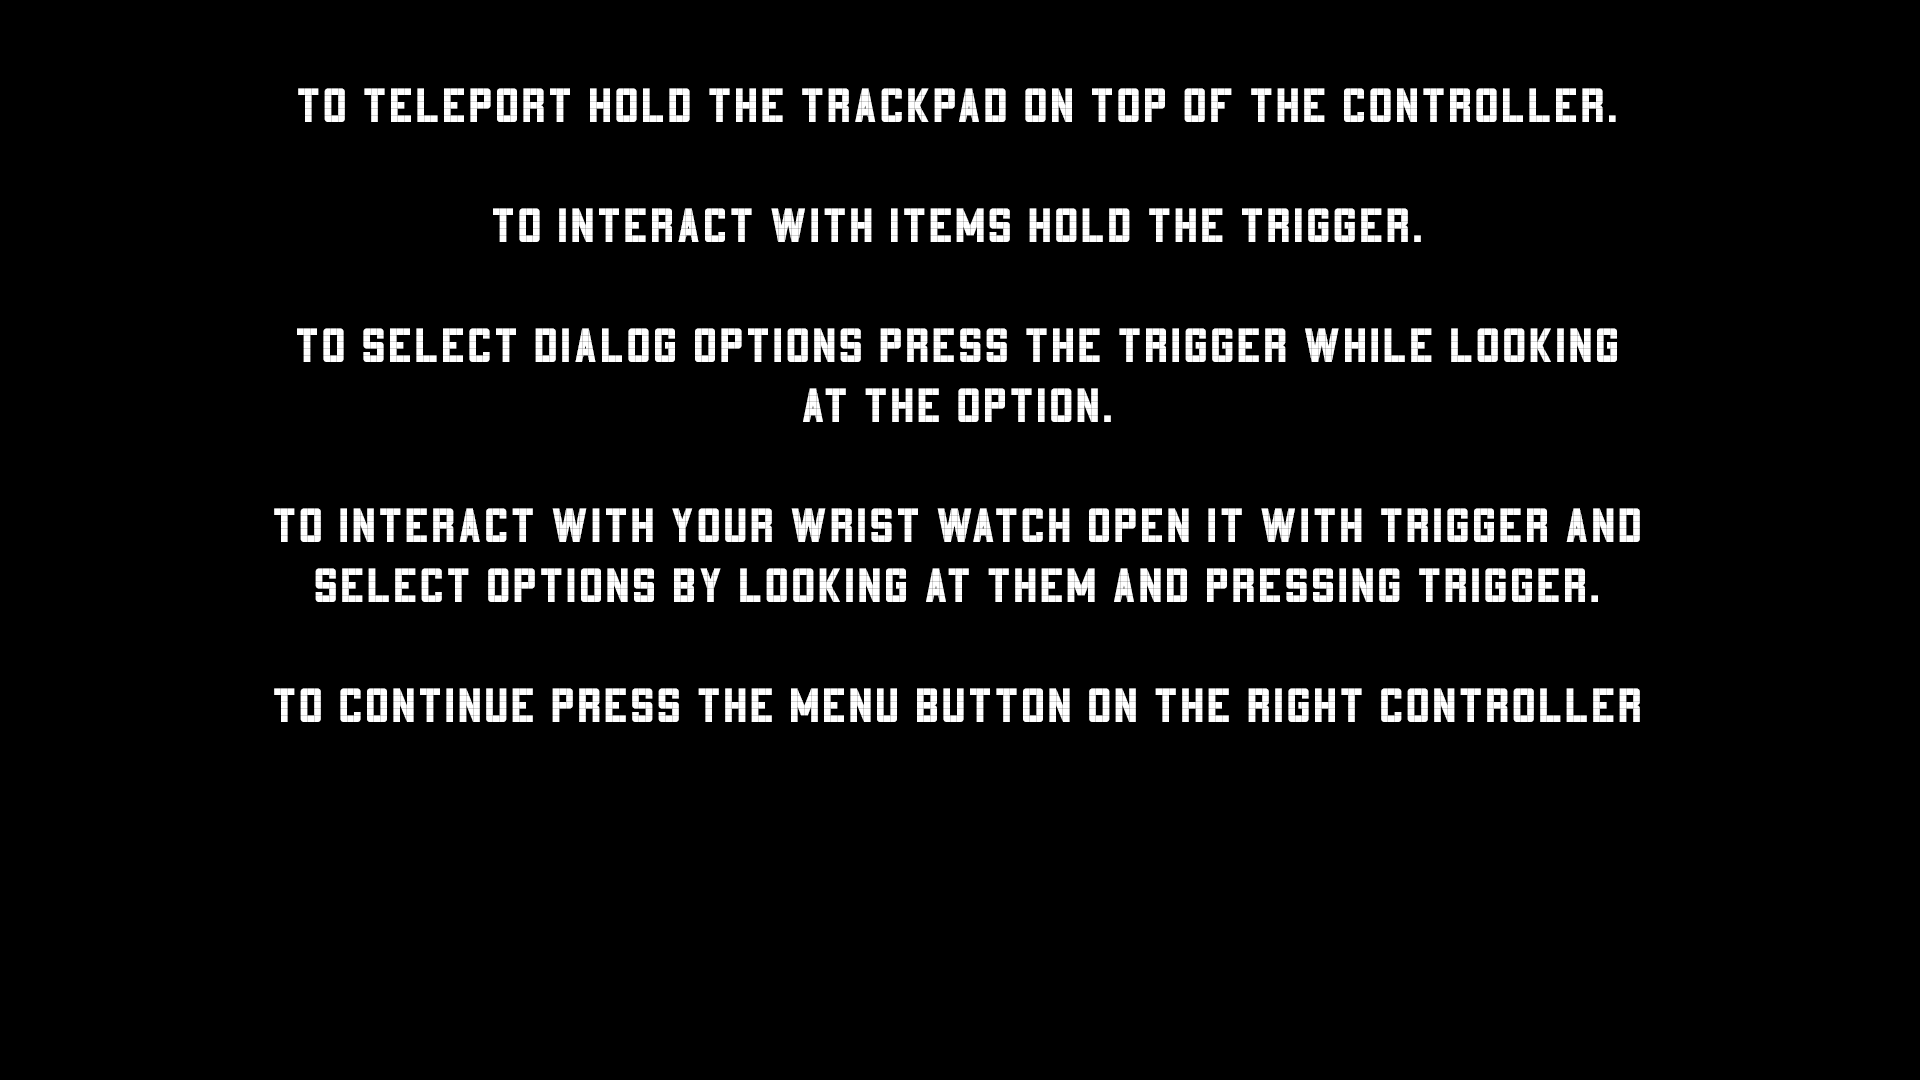 TO TELEPORT HOLD THE TRACKPAD ON TOP OF THE CONTROLLER.
TO INTERACT WITH ITEMS HOLD THE TRIGGER.
TO SELECT DIALOG OPTIONS PRESS THE TRIGGER WHILE LOOKING
AT THE OPTION.
TO INTERACT WITH YOUR WRIST WATCH OPEN IT WITH TRIGGER AND
SELECT OPTIONS BY LOOKING AT THEM AND PRESSING TRIGGER.
TO CONTINUE PRESS THE MENU BUTTON ON THE RIGHT CONTROLLER